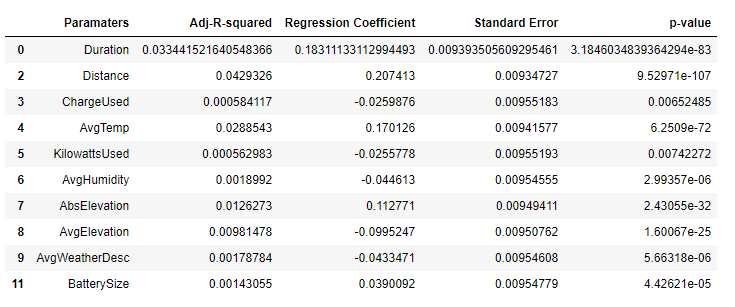 Paramaters Adj-R-squared Regression Coefficient Standard Error p-value
0 Duration 0.033441521640548366 0.18311133112994493 0.009393505609295461 3.1846034839364294e-83
2 Distance 0.0429326 0.207413 0.00934727 9.52971e-107
3 ChargeUsed 0.000584117 -0.0259876 0.00955183 0.00652485
4 AvgTemp 0.0288543 0.170126 0.00941577 6.2509e-72
5 KilowattsUsed 0.000562983 -0.0255778 0.00955193 0.00742272
6 AvgHumidity 0.0018992 -0.044613 0.00954555 2.99357e-06
7 AbsElevation 0.0126273 0.112771 0.00949411 2.43055e-32
8 AvgElevation 0.00981478 -0.0995247 0.00950762 1.60067e-25
9 AvgWeatherDesc 0.00178784 -0.0433471 0.00954608 5.66318e-06
11 BatterySize 0.00143055 0.0390092 0.00954779 4.42621e-05